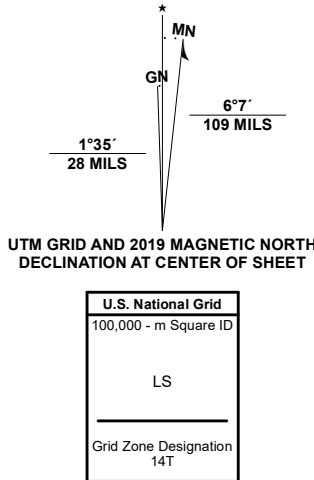 ★
MN
GN
6°7´
109 MILS
1°35´
28 MILS
UTM GRID AND 2019 MAGNETIC NORTH
DECLINATION AT CENTER OF SHEET
U.S. National Grid
100,000 - m Square ID
LS
Grid Zone Designation
14T